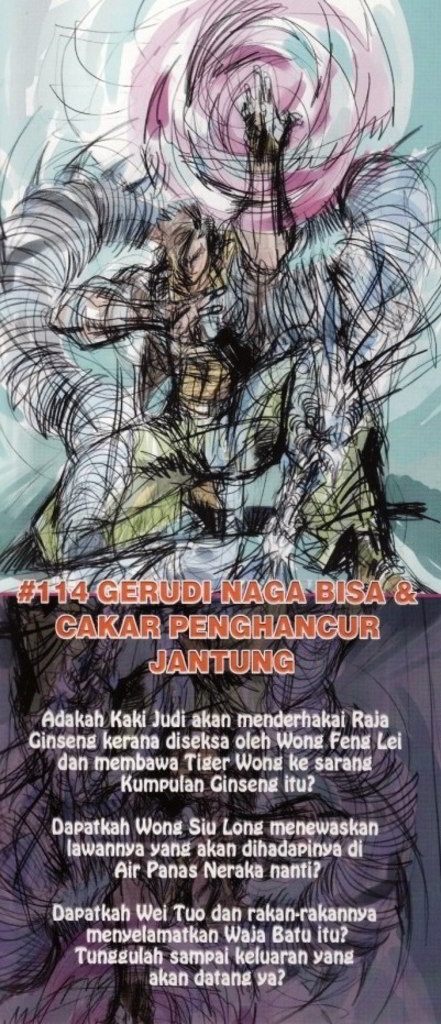 #114 GERUDI NAGA BISA &
CAKAR PENGHANCUR
JANTUNG
Adakah Kaki Judi akan menderhakai Raja
Ginseng kerana diseksa oleh Wong Feng Lei
dan membawa Tiger Wong ke sarang
Kumpulan Ginseng itu?
Dapatkah Wong Siu Long menewaskan
lawannya yang akan dihadapinya di
Air Panas Neraka nanti?
Dapatkah Wei Tuo dan rakan-rakannya
menyelamatkan Waja Batu itu?
Tunggulah sampai keluaran yang
akan datang ya?